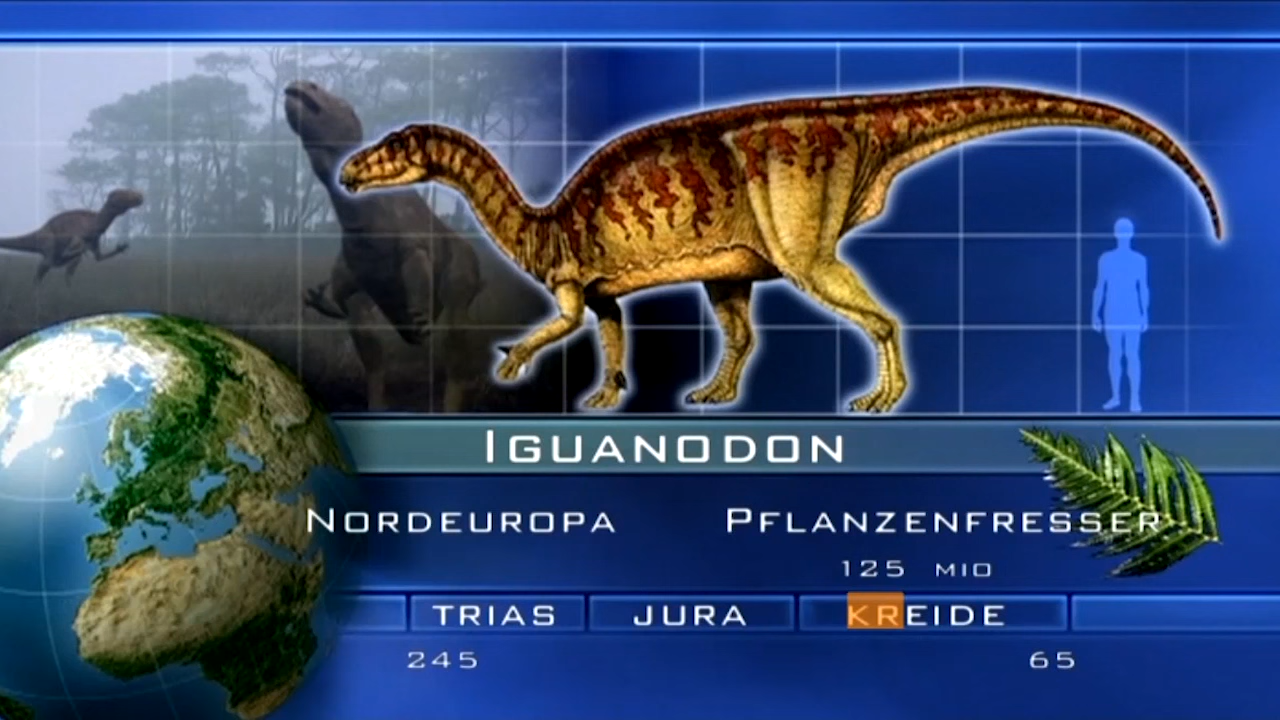 IGUANODON
NORDEUROPA PFLANZENFRESSER
125 MIO
TRIAS JURA KREIDE
245 65